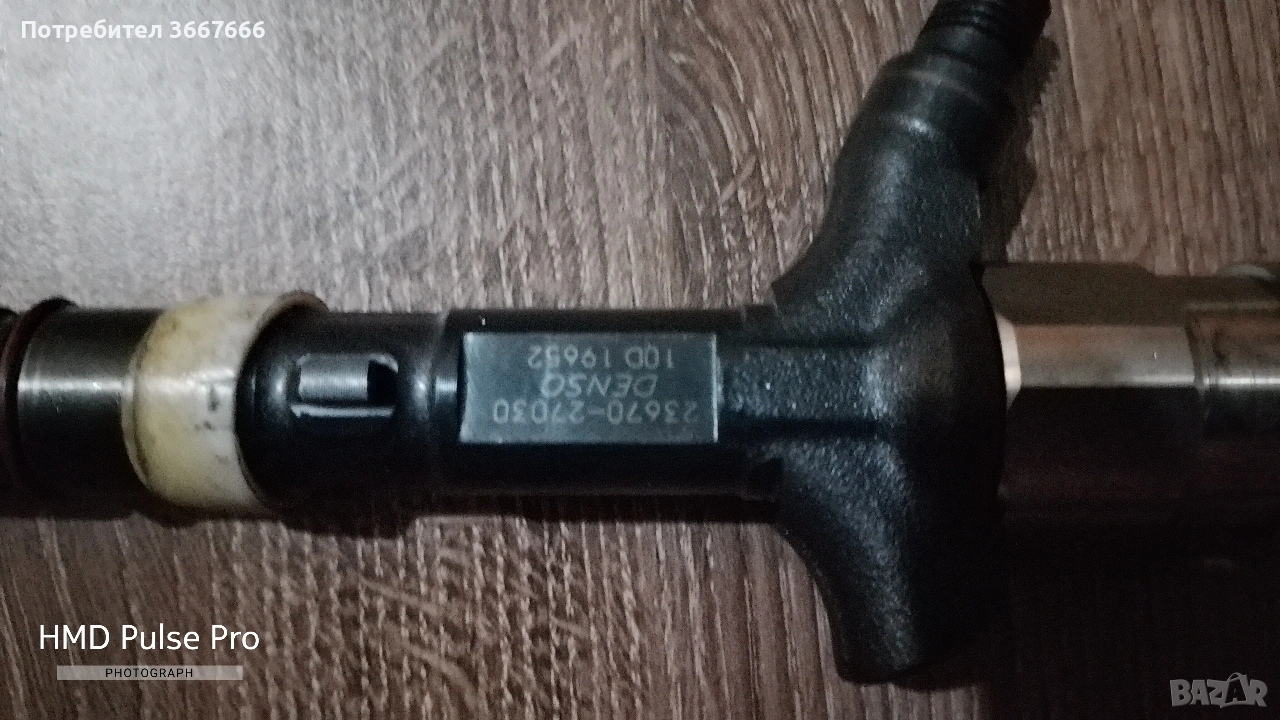 Потребител 3667666
23670-27030
DENSO
10D 19652
HMD Pulse Pro
PHOTOGRAPH
BAZAR